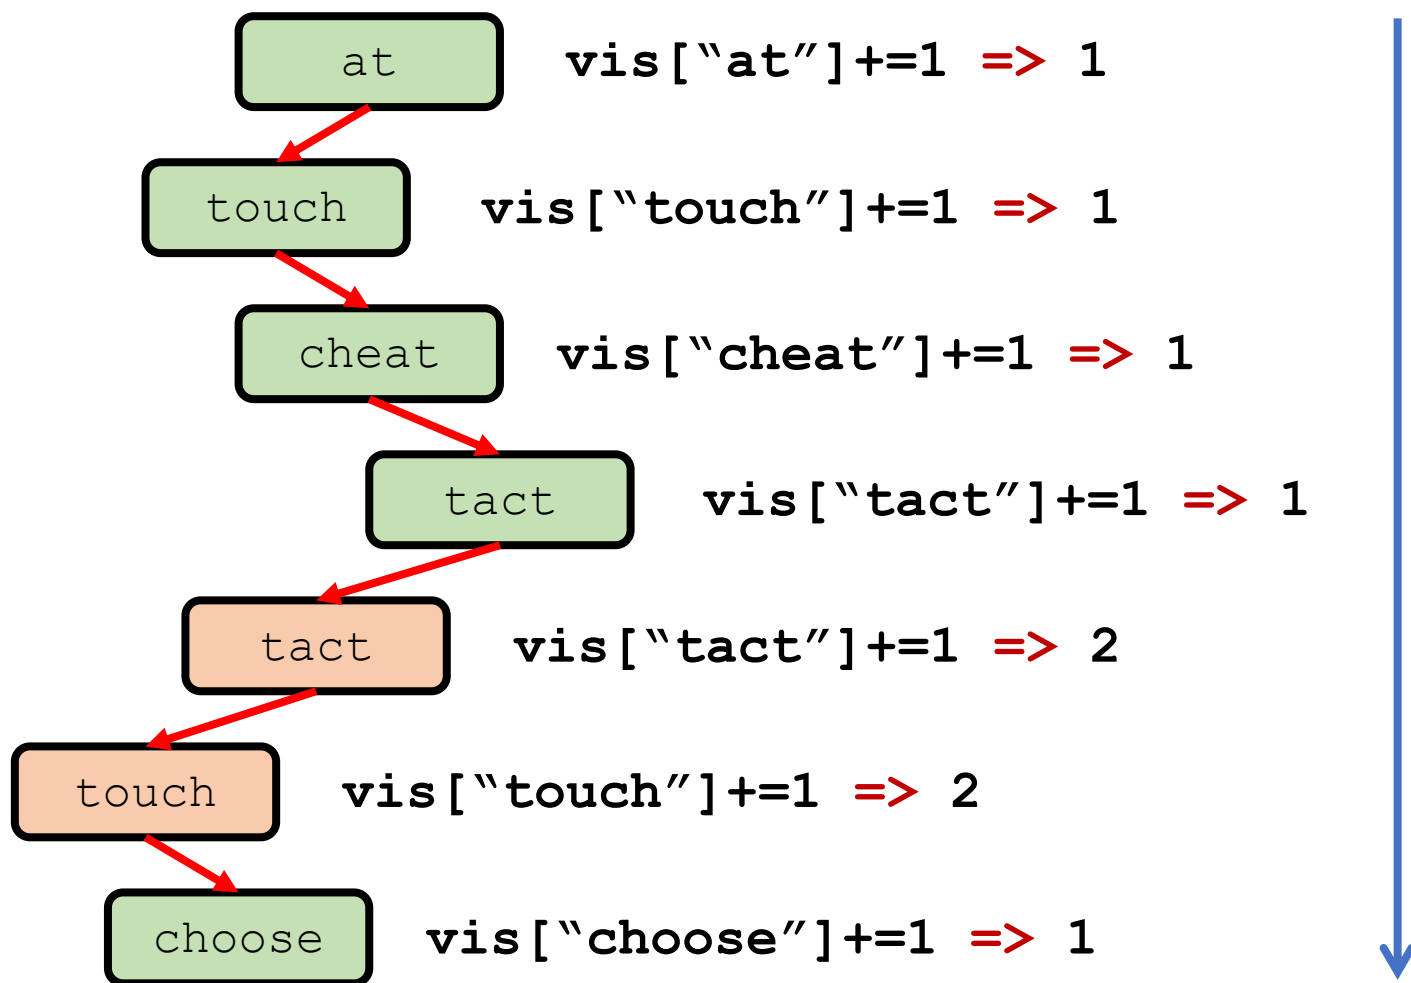 at vis[“at”]+=1 => 1
touch vis[“touch”]+=1 => 1
cheat vis[“cheat”]+=1 => 1
tact vis[“tact”]+=1 => 1
tact vis[“tact”]+=1 => 2
touch vis[“touch”]+=1 => 2
choose vis[“choose”]+=1 => 1